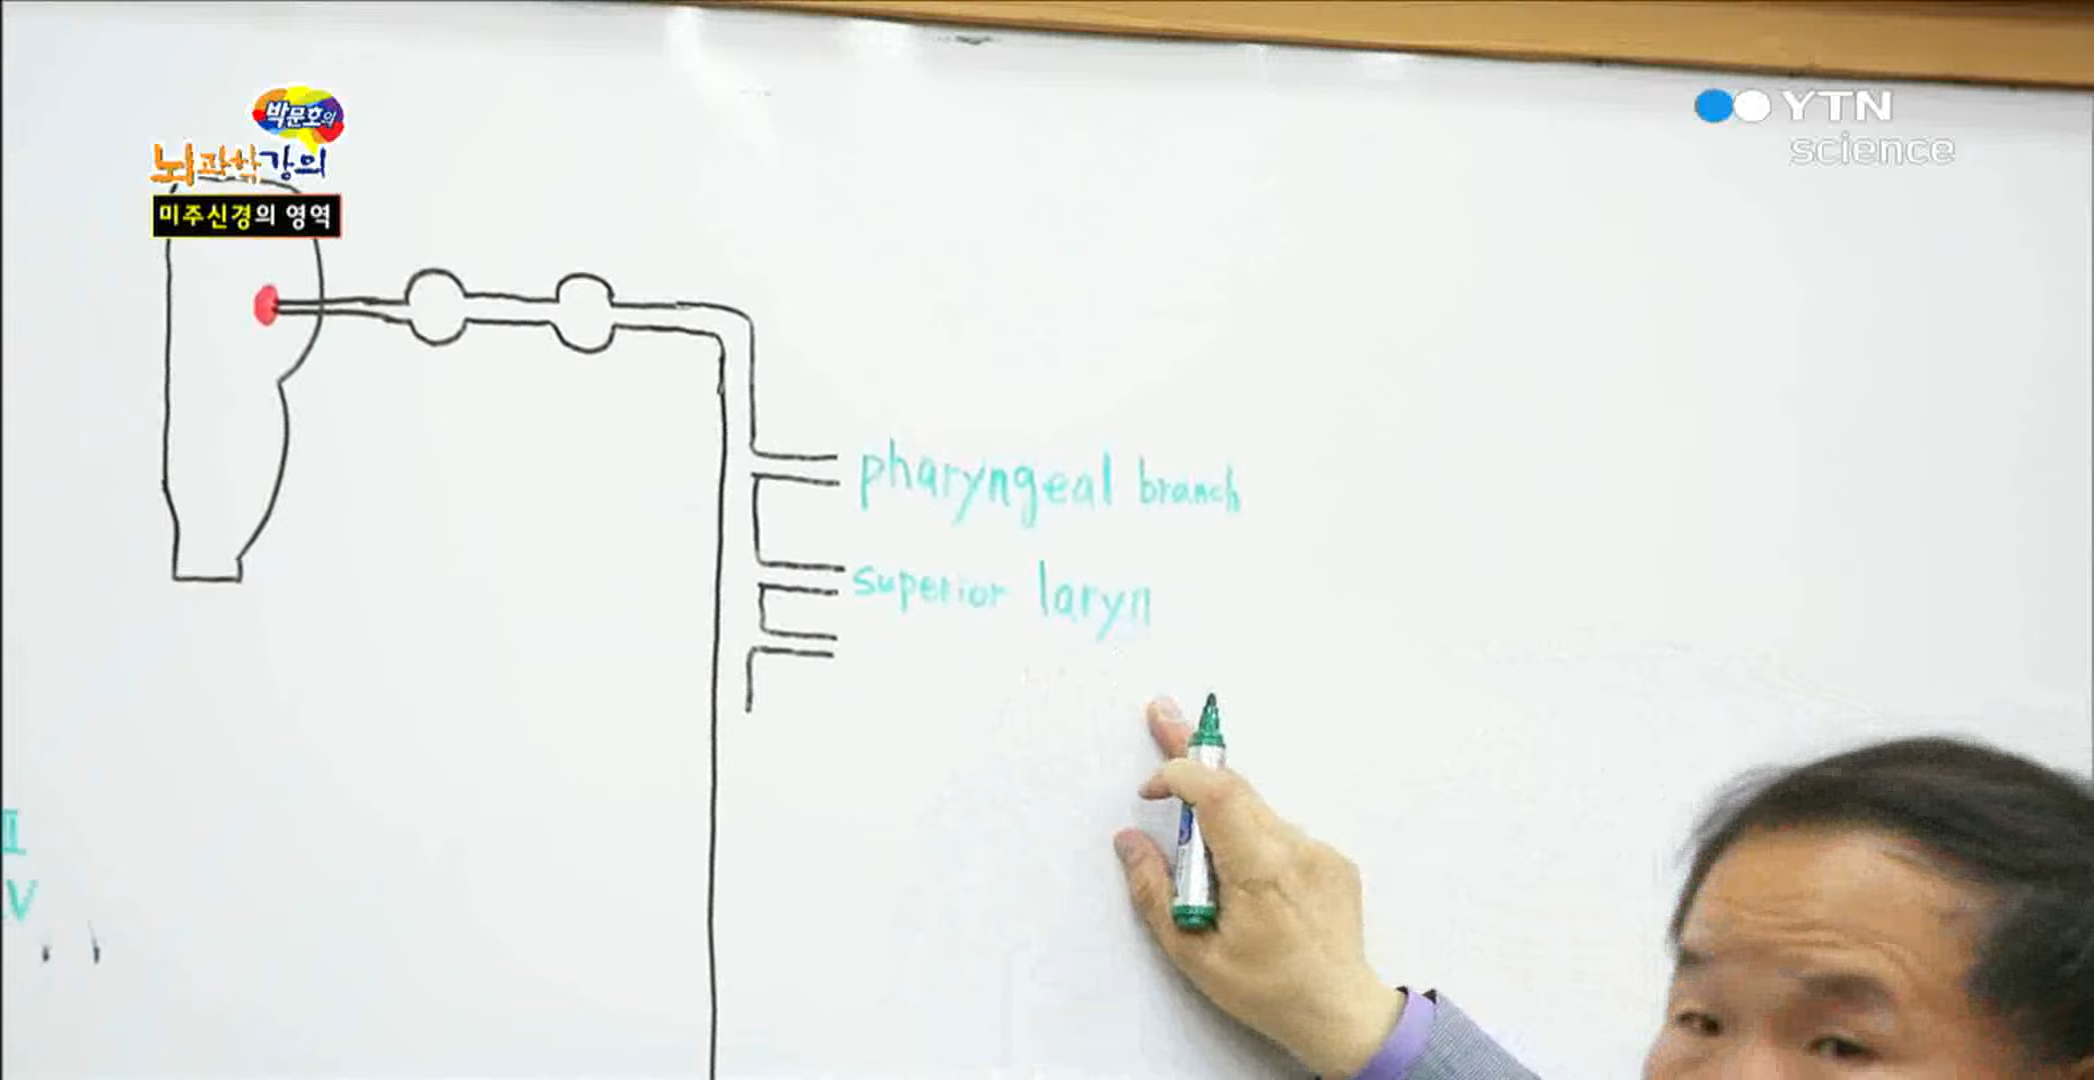 박문호의
뇌과학강의
미주신경의 영역
YTN
science
pharyngeal branch
superior laryn
II
V